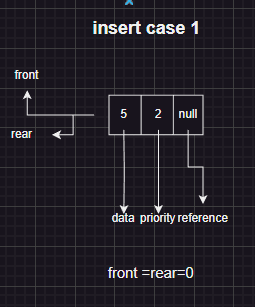 insert case 1
front
5 2 null
rear
data priority reference
front =rear=0